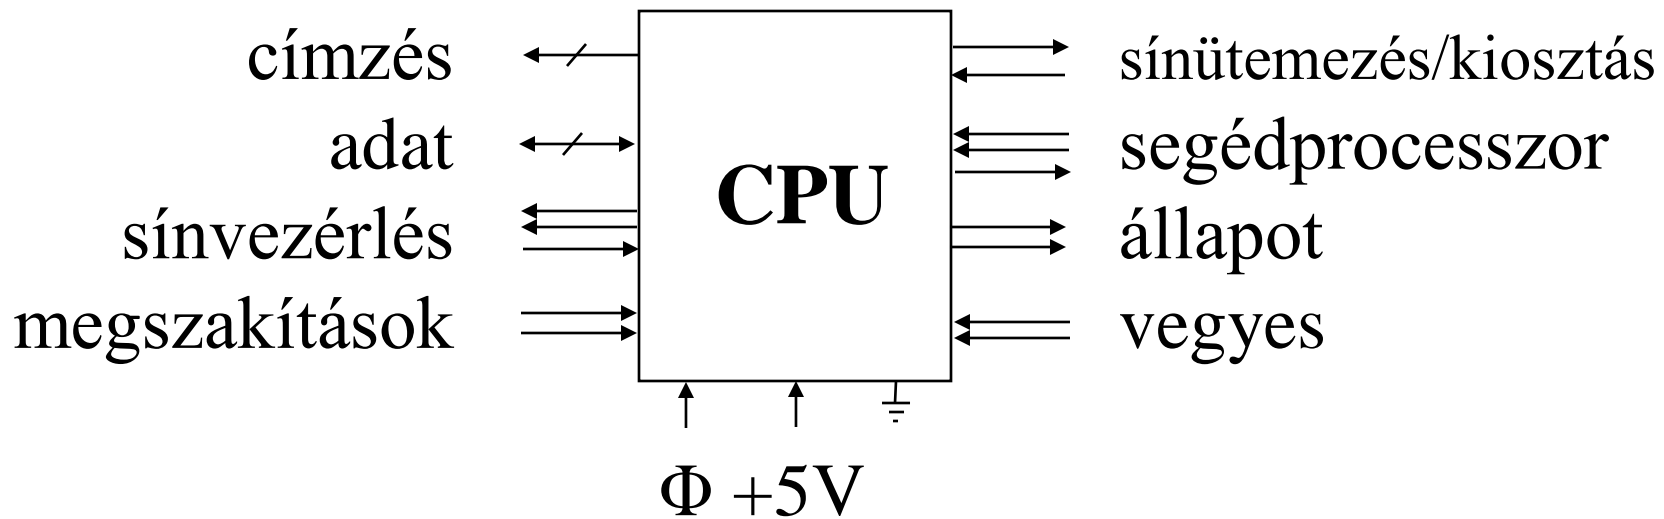 címzés
adat
sínvezérlés
megszakítások
CPU
sínütemezés/kiosztás
segédprocesszor
állapot
vegyes
Φ +5V